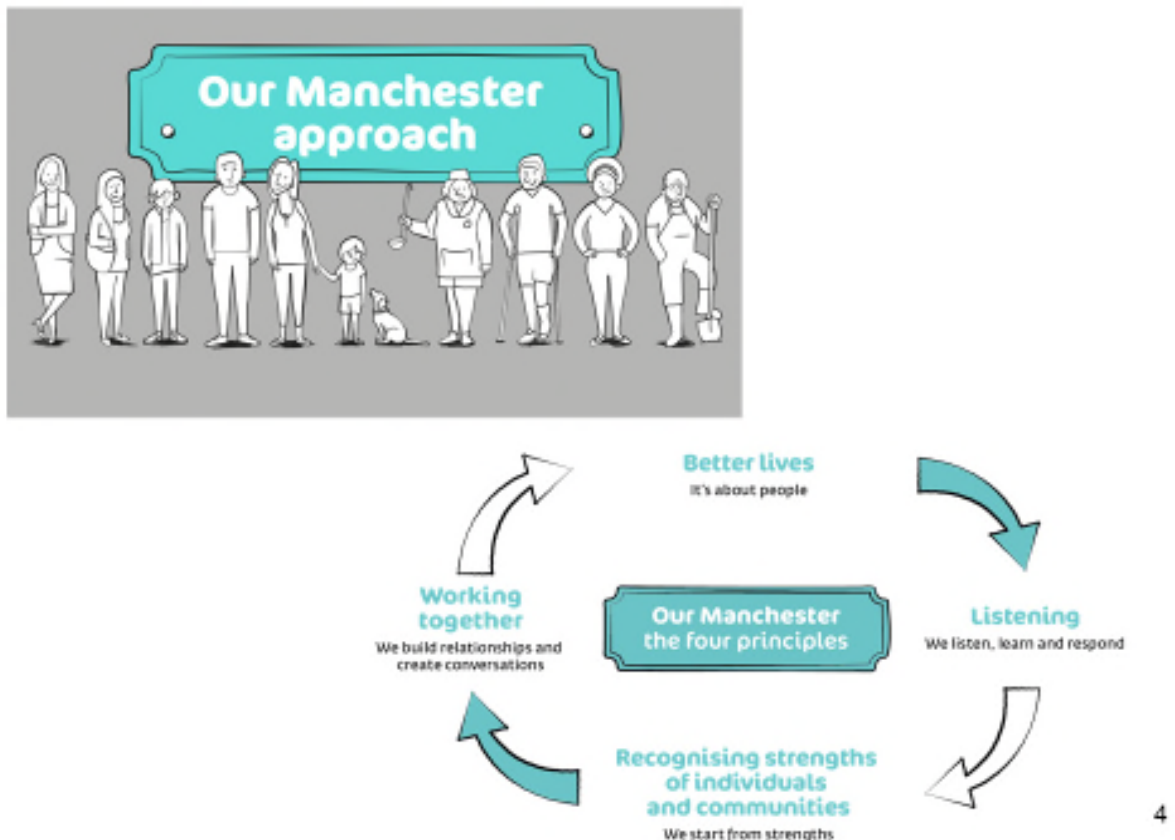 Our Manchester
approach
Better lives
It's about people
Working
together
We build relationships and
create conversations
Our Manchester
the four principles
Listening
We listen, learn and respond
Recognising strengths
of individuals
and communities
We start from strengths
4